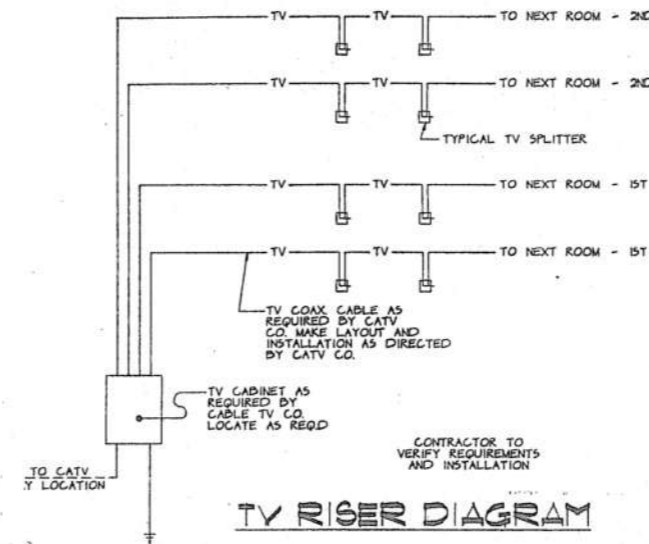 TV TV TO NEXT ROOM - 2ND
TV TV TO NEXT ROOM - 2ND
TYPICAL TV SPLITTER
TV TV TO NEXT ROOM - 1ST
TV TV TO NEXT ROOM - 1ST
TV COAX CABLE AS
REQUIRED BY CATV
CO. MAKE LAYOUT AND
INSTALLATION AS DIRECTED
BY CATV CO.
TV CABINET AS
REQUIRED BY
CABLE TV CO.
LOCATE AS REQ'D
CONTRACTOR TO
VERIFY REQUIREMENTS
AND INSTALLATION
TO CATV
Y LOCATION
TV RISER DIAGRAM